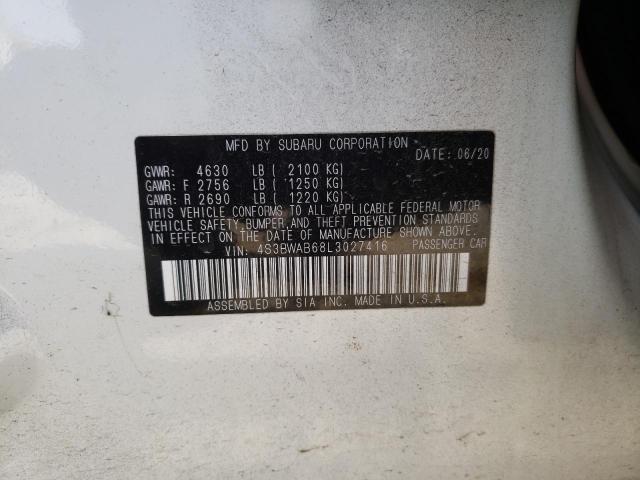 MFD BY SUBARU CORPORATION
DATE: 06/20
GVWR: 4630 LB ( 2100 KG)
GAWR: F 2756 LB ( 1250 KG)
GAWR: R 2690 LB ( 1220 KG)
THIS VEHICLE CONFORMS TO ALL APPLICABLE FEDERAL MOTOR
VEHICLE SAFETY, BUMPER, AND THEFT PREVENTION STANDARDS
IN EFFECT ON THE DATE OF MANUFACTURE SHOWN ABOVE.
VIN: 4S3BWAB68L3027416 PASSENGER CAR
ASSEMBLED BY SIA INC. MADE IN U.S.A.